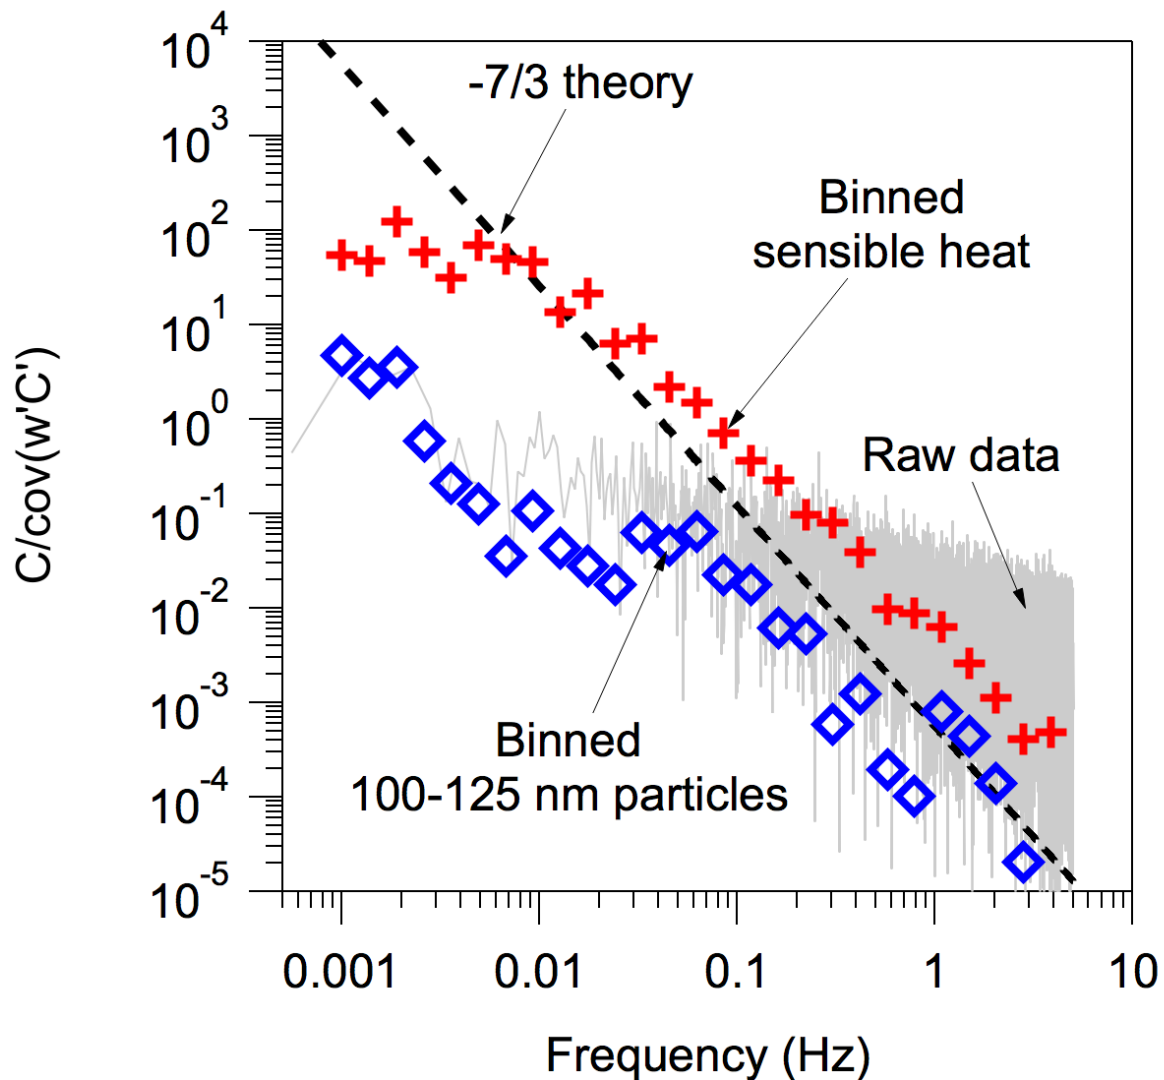 10^4
-7/3 theory
10^3
Binned
sensible heat
10^2
10^1
10^0
Raw data
10^-1
10^-2
10^-3
Binned
100-125 nm particles
10^-4
10^-5
C/cov(w'C')
0.001
0.01
0.1
1
10
Frequency (Hz)